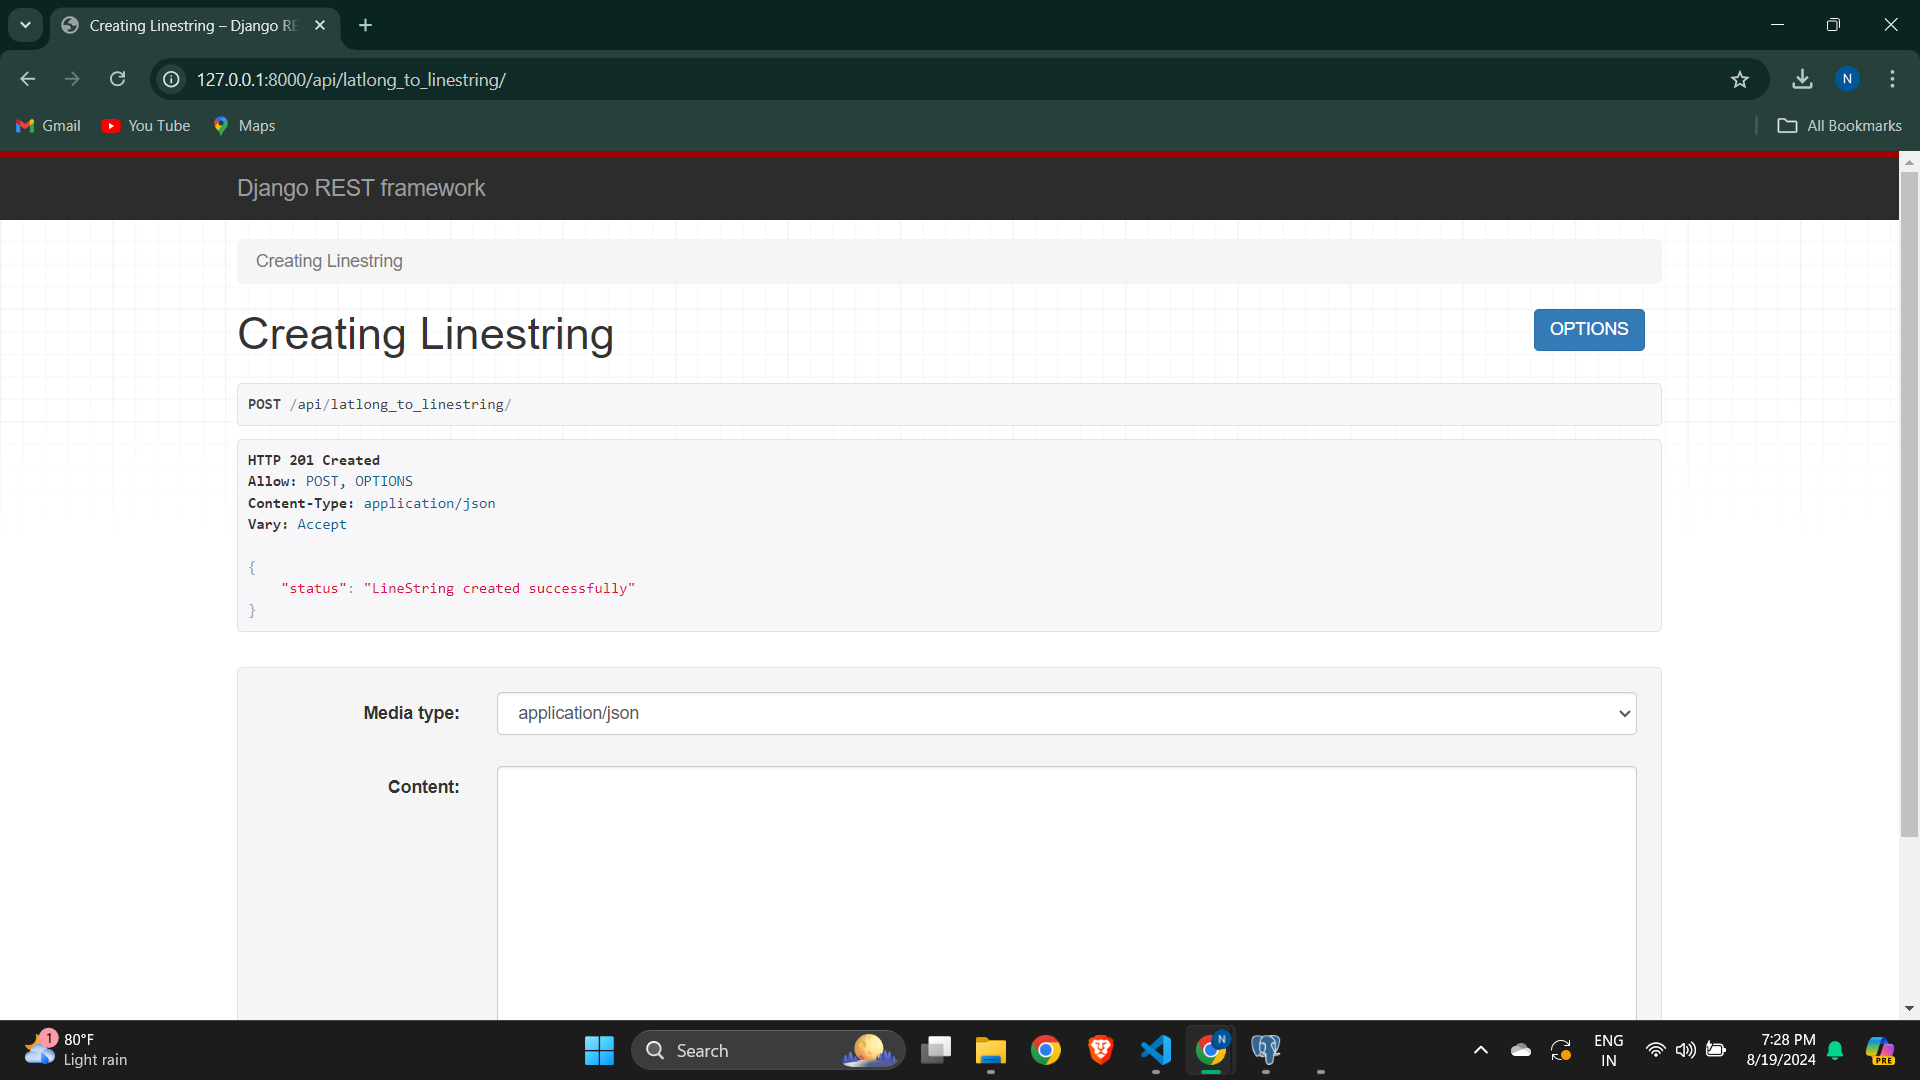 Creating Linestring – Django RE
127.0.0.1:8000/api/latlong_to_linestring/
N
Gmail
You Tube
Maps
All Bookmarks
Django REST framework
Creating Linestring
Creating Linestring
OPTIONS
POST /api/latlong_to_linestring/
HTTP 201 Created
Allow: POST, OPTIONS
Content-Type: application/json
Vary: Accept
{
"status": "LineString created successfully"
}
Media type:
application/json
Content:
1
80°F
Light rain
Search
N
ENG
IN
7:28 PM
8/19/2024
PRE